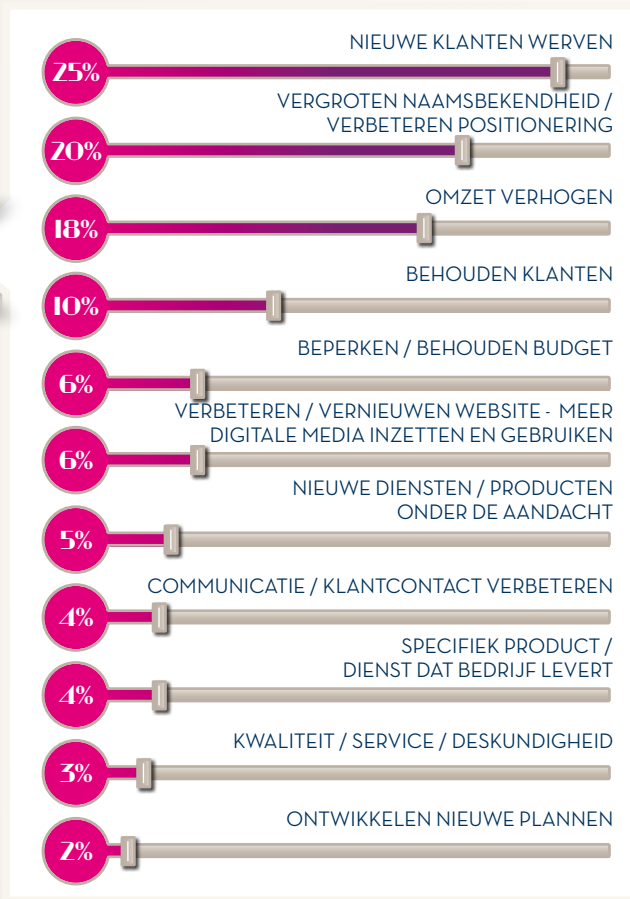 NIEUWE KLANTEN WERVEN
25%
VERGROTEN NAAMSBEKENDHEID /
VERBETEREN POSITIONERING
20%
OMZET VERHOGEN
18%
BEHOUDEN KLANTEN
10%
BEPERKEN / BEHOUDEN BUDGET
6%
VERBETEREN / VERNIEUWEN WEBSITE - MEER
DIGITALE MEDIA INZETTEN EN GEBRUIKEN
6%
NIEUWE DIENSTEN / PRODUCTEN
ONDER DE AANDACHT
5%
COMMUNICATIE / KLANTCONTACT VERBETEREN
4%
SPECIFIEK PRODUCT /
DIENST DAT BEDRIJF LEVERT
4%
KWALITEIT / SERVICE / DESKUNDIGHEID
3%
ONTWIKKELEN NIEUWE PLANNEN
2%